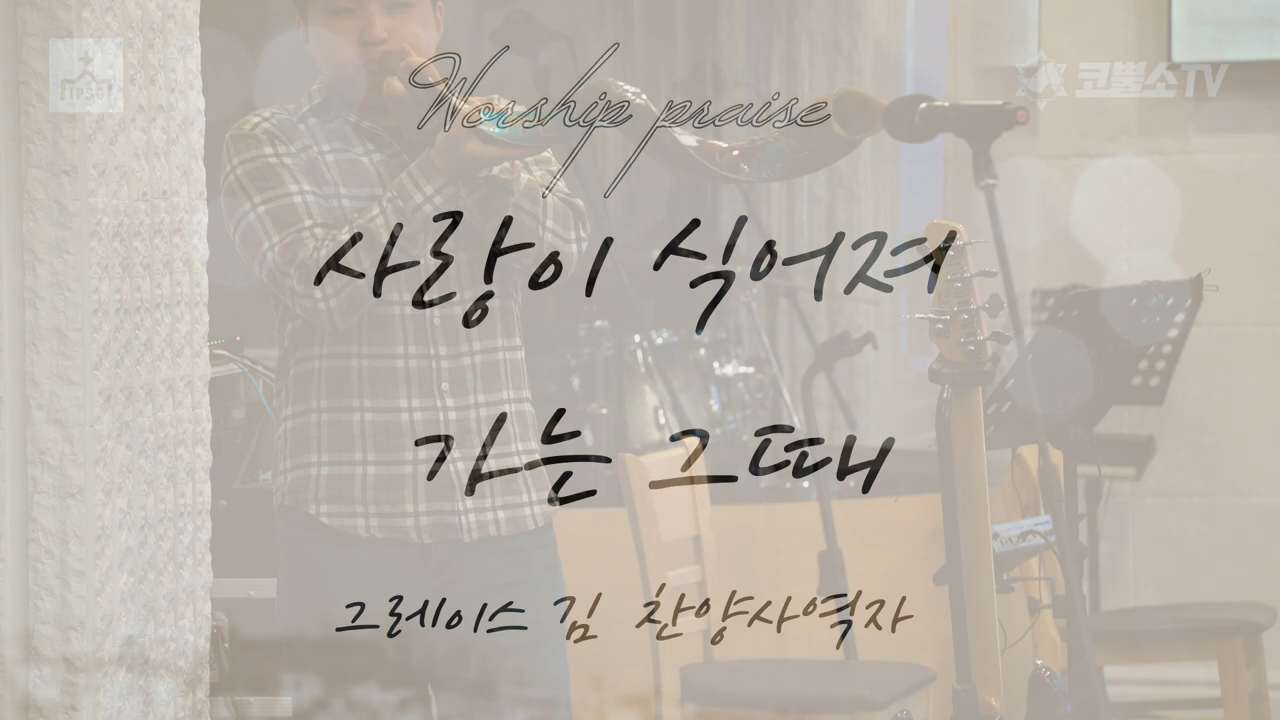 코뿔소TV
Worship praise
사랑이 식어져
가는 그때
그레이스 김 찬양사역자